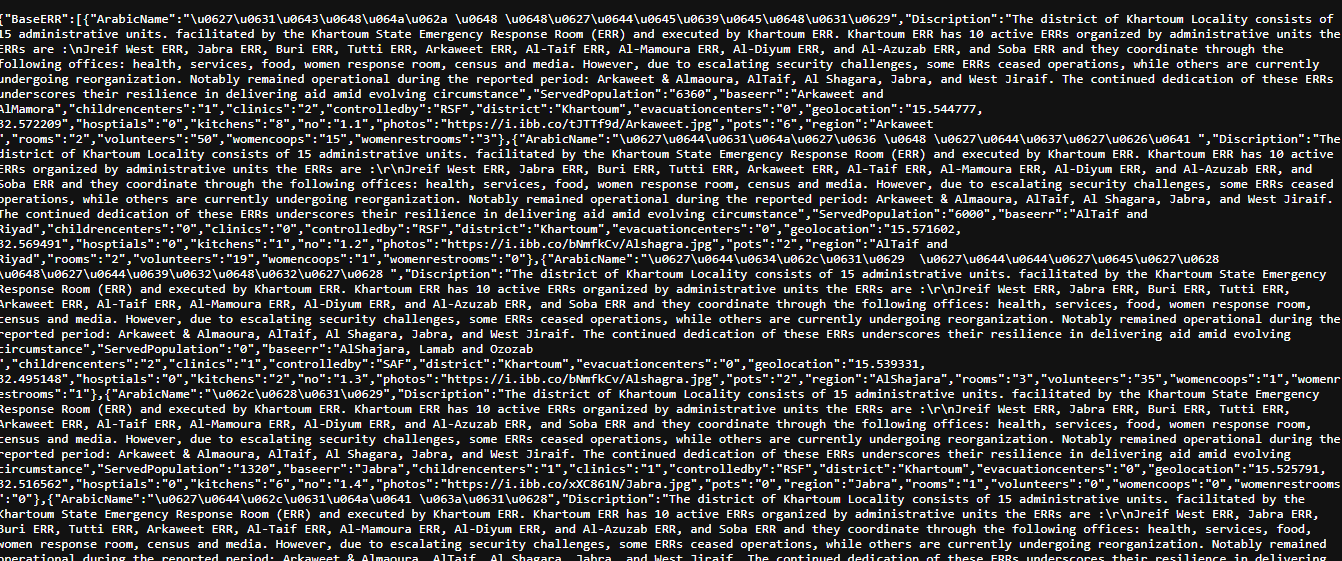 {"BaseERR":[{"ArabicName":"\u0627\u0631\u0643\u0648\u064a\u062a \u0648 \u0648\u0627\u0644\u0645\u0639\u0645\u0648\u0631\u0629","Discription":"The district of Khartoum Locality consists of
15 administrative units. facilitated by the Khartoum State Emergency Response Room (ERR) and executed by Khartoum ERR. Khartoum ERR has 10 active ERRs organized by administrative units the
ERRs are :\nJreif West ERR, Jabra ERR, Buri ERR, Tutti ERR, Arkaweet ERR, Al-Taif ERR, Al-Mamoura ERR, Al-Diyum ERR, and Al-Azuzab ERR, and Soba ERR and they coordinate through the
following offices: health, services, food, women response room, census and media. However, due to escalating security challenges, some ERRs ceased operations, while others are currently
undergoing reorganization. Notably remained operational during the reported period: Arkaweet & Almaoura, AlTaif, Al Shagara, Jabra, and West Jiraif. The continued dedication of these ERRs
underscores their resilience in delivering aid amid evolving circumstance","ServedPopulation":"6360","baseerr":"Arkaweet and
AlMamora","childrencenters":"1","clinics":"2","controlledby":"RSF","district":"Khartoum","evacuationcenters":"0","geolocation":"15.544777,
32.572209","hosptials":"0","kitchens":"8","no":"1.1","photos":"https://i.ibb.co/tJTTf9d/Arkaweet.jpg","pots":"6","region":"Arkaweet
","rooms":"2","volunteers":"50","womencoops":"15","womenrestrooms":"3"},{"ArabicName":"\u0627\u0644\u0631\u064a\u0627\u0636 \u0648 \u0627\u0644\u0637\u0627\u0626\u0641 ","Discription":"The
district of Khartoum Locality consists of 15 administrative units. facilitated by the Khartoum State Emergency Response Room (ERR) and executed by Khartoum ERR. Khartoum ERR has 10 active
ERRs organized by administrative units the ERRs are :\r\nJreif West ERR, Jabra ERR, Buri ERR, Tutti ERR, Arkaweet ERR, Al-Taif ERR, Al-Mamoura ERR, Al-Diyum ERR, and Al-Azuzab ERR, and
Soba ERR and they coordinate through the following offices: health, services, food, women response room, census and media. However, due to escalating security challenges, some ERRs ceased
operations, while others are currently undergoing reorganization. Notably remained operational during the reported period: Arkaweet & Almaoura, AlTaif, Al Shagara, Jabra, and West Jiraif.
The continued dedication of these ERRs underscores their resilience in delivering aid amid evolving circumstance","ServedPopulation":"6000","baseerr":"AlTaif and
Riyad","childrencenters":"0","clinics":"0","controlledby":"RSF","district":"Khartoum","evacuationcenters":"0","geolocation":"15.571602,
32.569491","hosptials":"0","kitchens":"1","no":"1.2","photos":"https://i.ibb.co/bNmfkCv/Alshagra.jpg","pots":"2","region":"AlTaif and
Riyad","rooms":"2","volunteers":"19","womencoops":"1","womenrestrooms":"0"},{"ArabicName":"\u0627\u0644\u0634\u062c\u0631\u0629  \u0627\u0644\u0644\u0627\u0645\u0627\u0628
\u0648\u0627\u0644\u0639\u0632\u0648\u0632\u0627\u0628 ","Discription":"The district of Khartoum Locality consists of 15 administrative units. facilitated by the Khartoum State Emergency
Response Room (ERR) and executed by Khartoum ERR. Khartoum ERR has 10 active ERRs organized by administrative units the ERRs are :\r\nJreif West ERR, Jabra ERR, Buri ERR, Tutti ERR,
Arkaweet ERR, Al-Taif ERR, Al-Mamoura ERR, Al-Diyum ERR, and Al-Azuzab ERR, and Soba ERR and they coordinate through the following offices: health, services, food, women response room,
census and media. However, due to escalating security challenges, some ERRs ceased operations, while others are currently undergoing reorganization. Notably remained operational during the
reported period: Arkaweet & Almaoura, AlTaif, Al Shagara, Jabra, and West Jiraif. The continued dedication of these ERRs underscores their resilience in delivering aid amid evolving
circumstance","ServedPopulation":"0","baseerr":"AlShajara, Lamab and Ozozab
","childrencenters":"2","clinics":"1","controlledby":"SAF","district":"Khartoum","evacuationcenters":"0","geolocation":"15.539331,
32.495148","hosptials":"0","kitchens":"2","no":"1.3","photos":"https://i.ibb.co/bNmfkCv/Alshagra.jpg","pots":"2","region":"AlShajara","rooms":"3","volunteers":"35","womencoops":"1","womenr
estrooms":"1"},{"ArabicName":"\u062c\u0628\u0631\u0629","Discription":"The district of Khartoum Locality consists of 15 administrative units. facilitated by the Khartoum State Emergency
Response Room (ERR) and executed by Khartoum ERR. Khartoum ERR has 10 active ERRs organized by administrative units the ERRs are :\r\nJreif West ERR, Jabra ERR, Buri ERR, Tutti ERR,
Arkaweet ERR, Al-Taif ERR, Al-Mamoura ERR, Al-Diyum ERR, and Al-Azuzab ERR, and Soba ERR and they coordinate through the following offices: health, services, food, women response room,
census and media. However, due to escalating security challenges, some ERRs ceased operations, while others are currently undergoing reorganization. Notably remained operational during the
reported period: Arkaweet & Almaoura, AlTaif, Al Shagara, Jabra, and West Jiraif. The continued dedication of these ERRs underscores their resilience in delivering aid amid evolving
circumstance","ServedPopulation":"1320","baseerr":"Jabra","childrencenters":"1","clinics":"1","controlledby":"RSF","district":"Khartoum","evacuationcenters":"0","geolocation":"15.525791,
32.516562","hosptials":"0","kitchens":"6","no":"1.4","photos":"https://i.ibb.co/xXC861N/Jabra.jpg","pots":"0","region":"Jabra","rooms":"1","volunteers":"0","womencoops":"0","womenrestrooms
":"0"},{"ArabicName":"\u0627\u0644\u062c\u0631\u064a\u0641 \u063a\u0631\u0628","Discription":"The district of Khartoum Locality consists of 15 administrative units. facilitated by the
Khartoum State Emergency Response Room (ERR) and executed by Khartoum ERR. Khartoum ERR has 10 active ERRs organized by administrative units the ERRs are :\r\nJreif West ERR, Jabra ERR,
Buri ERR, Tutti ERR, Arkaweet ERR, Al-Taif ERR, Al-Mamoura ERR, Al-Diyum ERR, and Al-Azuzab ERR, and Soba ERR and they coordinate through the following offices: health, services, food,
women response room, census and media. However, due to escalating security challenges, some ERRs ceased operations, while others are currently undergoing reorganization. Notably remained
operational during the reported period: Arkaweet & Almaoura, AlTaif, Al Shagara, Jabra, and West Jiraif. The continued dedication of these ERRs underscores their resilience in delivering